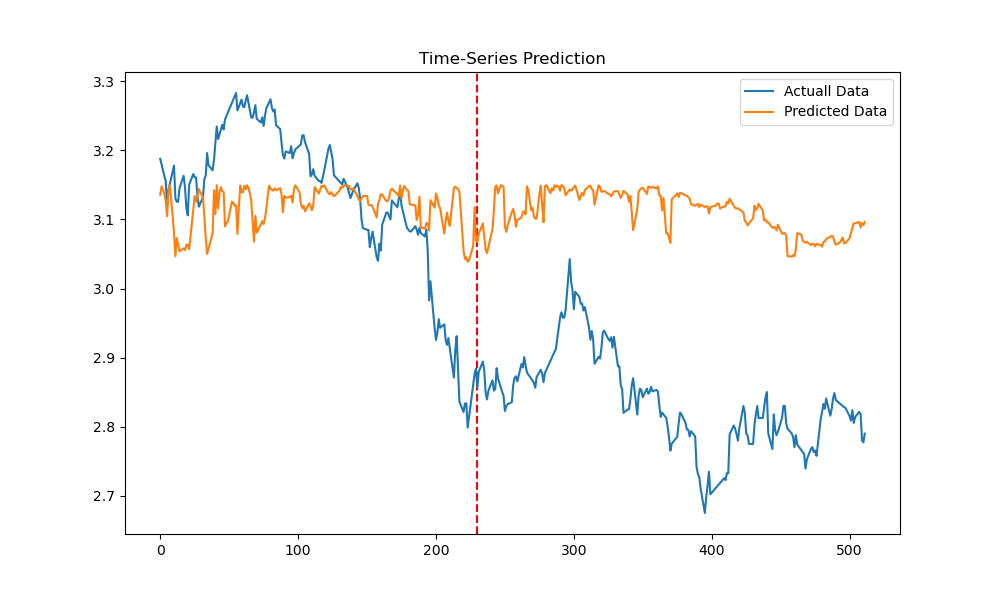 Time-Series Prediction
3.3
3.2
3.1
3.0
2.9
2.8
2.7
Actuall Data
Predicted Data
0 100 200 300 400 500